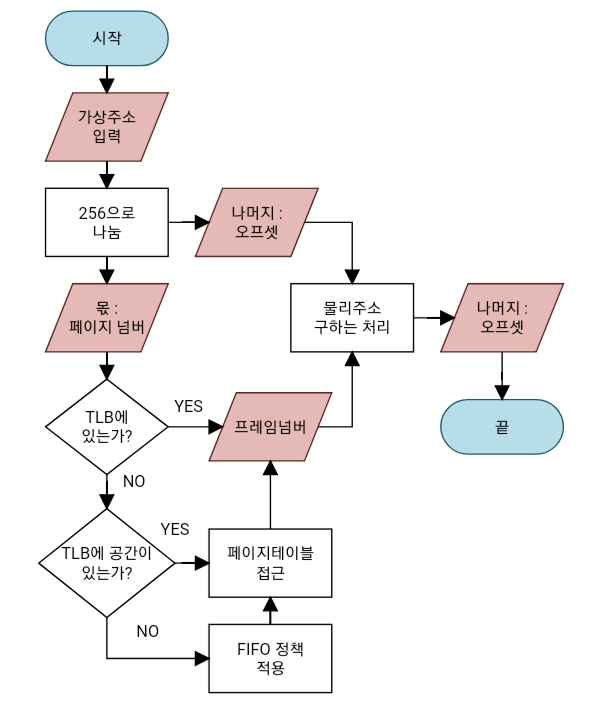 시작
가상주소
입력
256으로
나눔
나머지 :
오프셋
몫 :
페이지 넘버
물리주소
구하는 처리
나머지 :
오프셋
TLB에
있는가?
YES
프레임넘버
끝
NO
TLB에 공간이
있는가?
YES
페이지테이블
접근
NO
FIFO 정책
적용